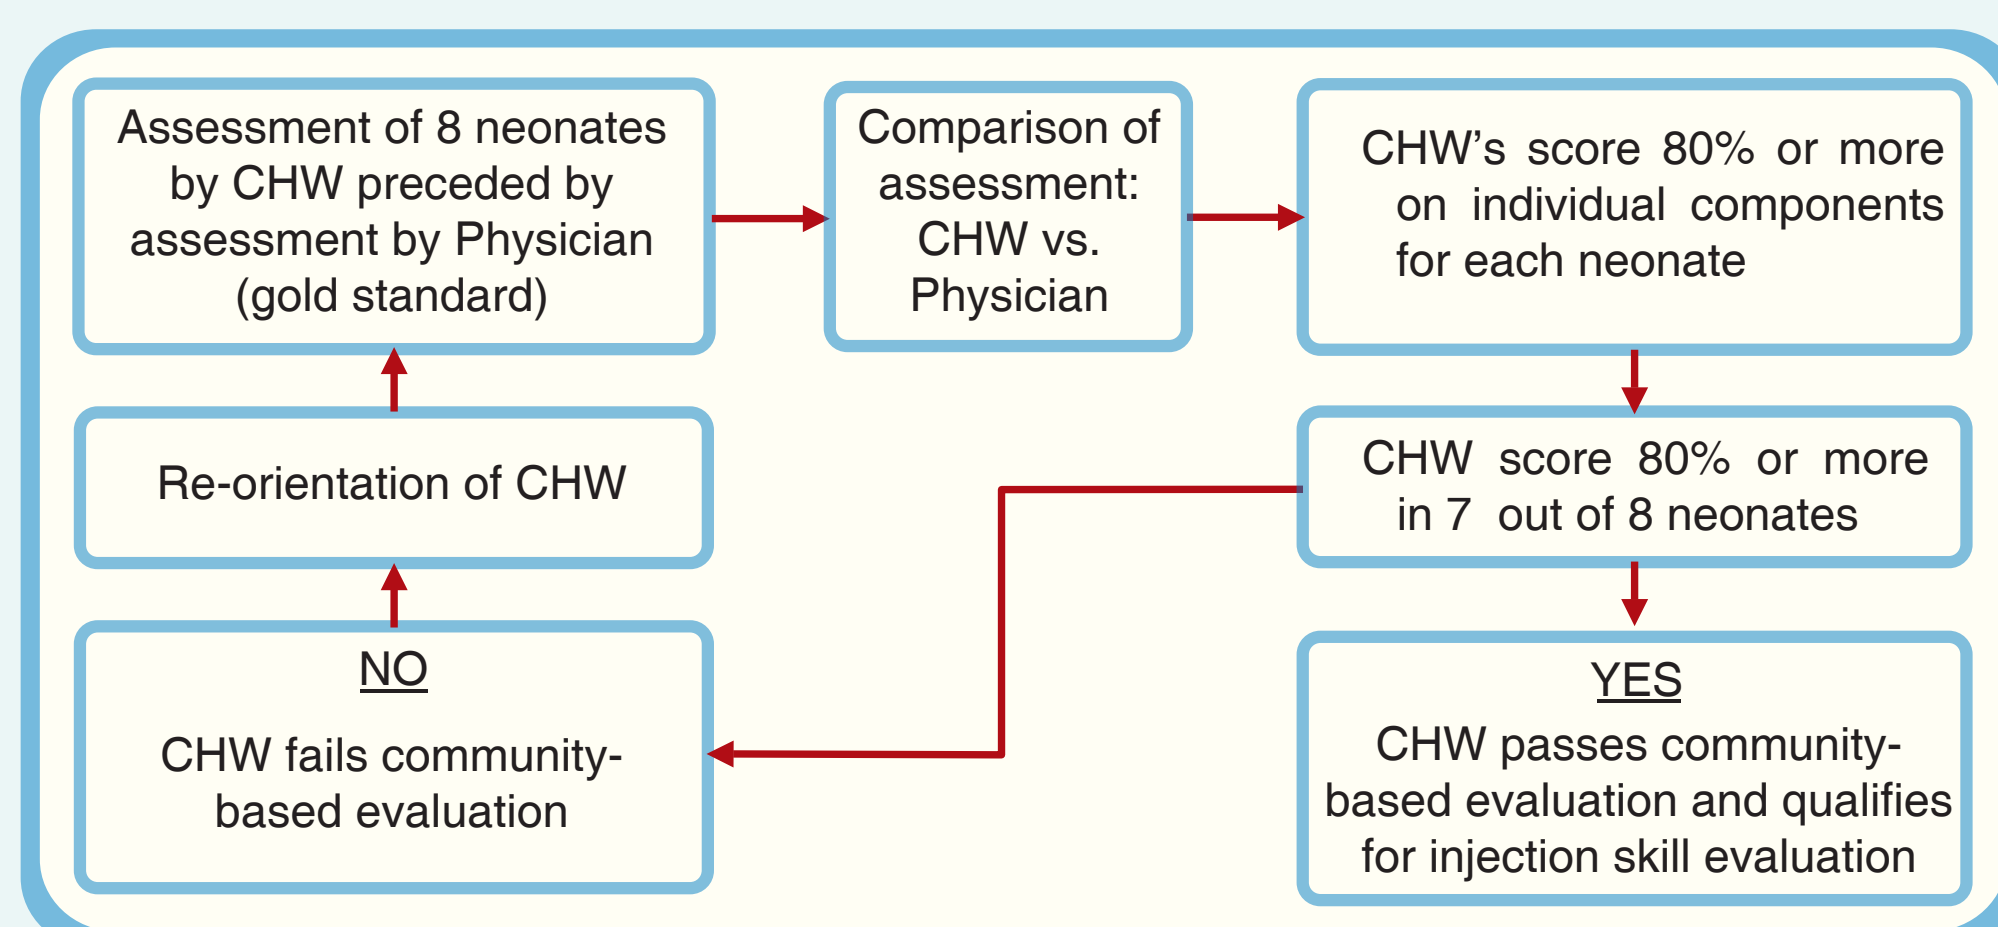 Assessment of 8 neonates
by CHW preceded by
assessment by Physician
(gold standard)
Comparison of
assessment:
CHW vs.
Physician
CHW’s score 80% or more
on individual components
for each neonate
Re-orientation of CHW
CHW score 80% or more
in 7 out of 8 neonates
NO
CHW fails community-
based evaluation
YES
CHW passes community-
based evaluation and qualifies
for injection skill evaluation